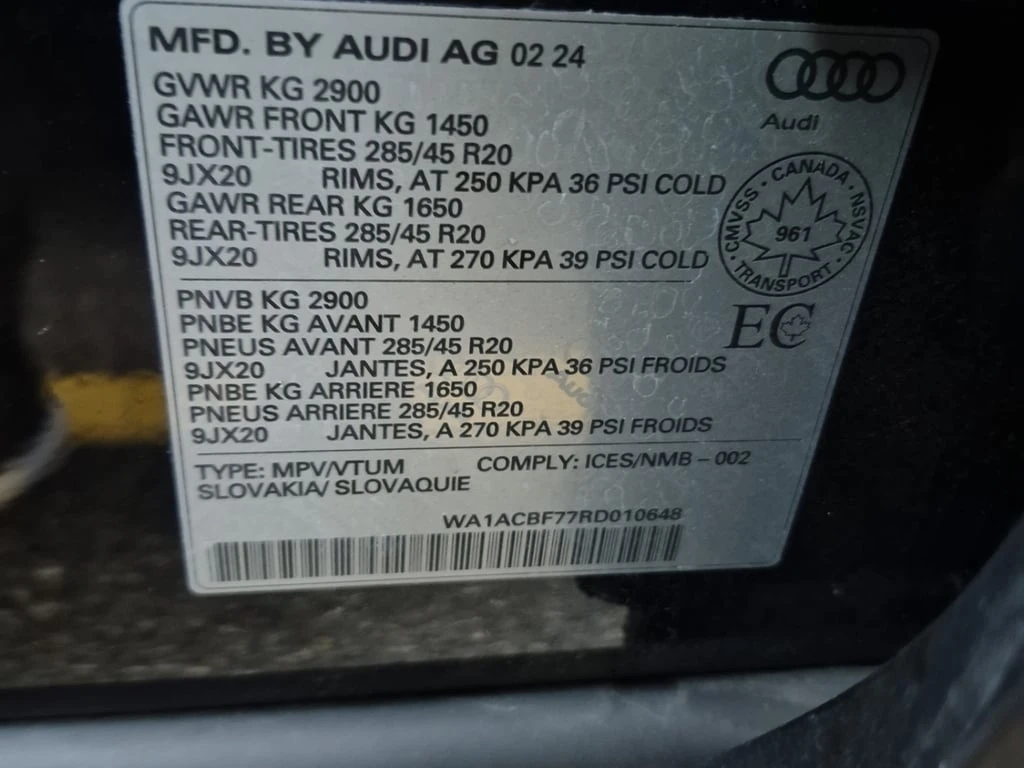 MFD. BY AUDI AG 02 24
GVWR KG 2900
GAWR FRONT KG 1450
FRONT-TIRES 285/45 R20
9JX20 RIMS, AT 250 KPA 36 PSI COLD
GAWR REAR KG 1650
REAR-TIRES 285/45 R20
9JX20 RIMS, AT 270 KPA 39 PSI COLD
Audi
CMVSS · CANADA · NSVAC · TRANSPORT ·
961
PNVB KG 2900
PNBE KG AVANT 1450
PNEUS AVANT 285/45 R20
9JX20 JANTES, A 250 KPA 36 PSI FROIDS
PNBE KG ARRIERE 1650
PNEUS ARRIERE 285/45 R20
9JX20 JANTES, A 270 KPA 39 PSI FROIDS
EC
TYPE: MPV/VTUM COMPLY: ICES/NMB – 002
SLOVAKIA/ SLOVAQUIE
WA1ACBF77RD010648